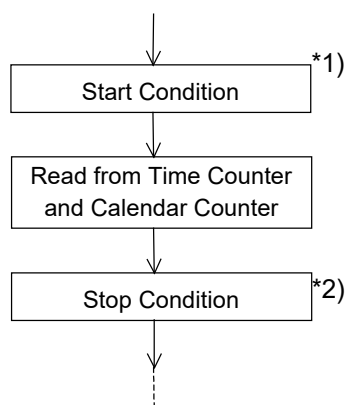 *1)
Start Condition
Read from Time Counter
and Calendar Counter
*2)
Stop Condition